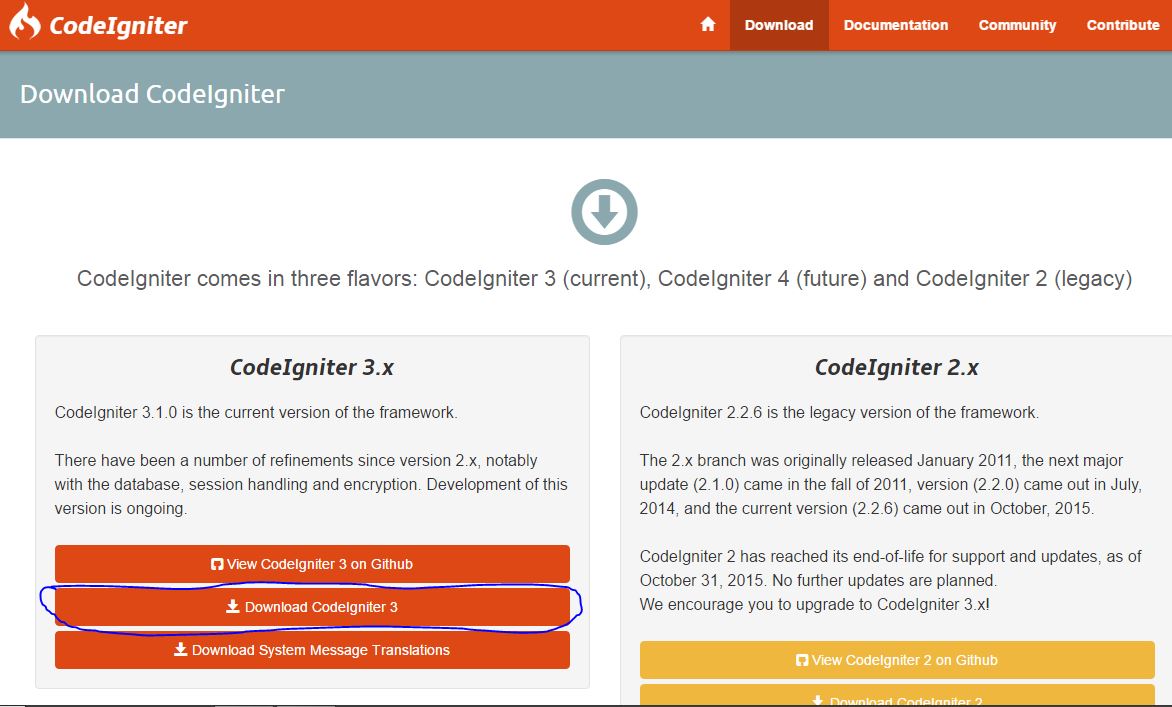 CodeIgniter
Download
Documentation
Community
Contribute
Download CodeIgniter
CodeIgniter comes in three flavors: CodeIgniter 3 (current), CodeIgniter 4 (future) and CodeIgniter 2 (legacy)
CodeIgniter 3.x
CodeIgniter 3.1.0 is the current version of the framework.
There have been a number of refinements since version 2.x, notably
with the database, session handling and encryption. Development of this
version is ongoing.
View CodeIgniter 3 on Github
Download CodeIgniter 3
Download System Message Translations
CodeIgniter 2.x
CodeIgniter 2.2.6 is the legacy version of the framework.
The 2.x branch was originally released January 2011, the next major
update (2.1.0) came in the fall of 2011, version (2.2.0) came out in July,
2014, and the current version (2.2.6) came out in October, 2015.
CodeIgniter 2 has reached its end-of-life for support and updates, as of
October 31, 2015. No further updates are planned.
We encourage you to upgrade to CodeIgniter 3.x!
View CodeIgniter 2 on Github
Download CodeIgniter 2